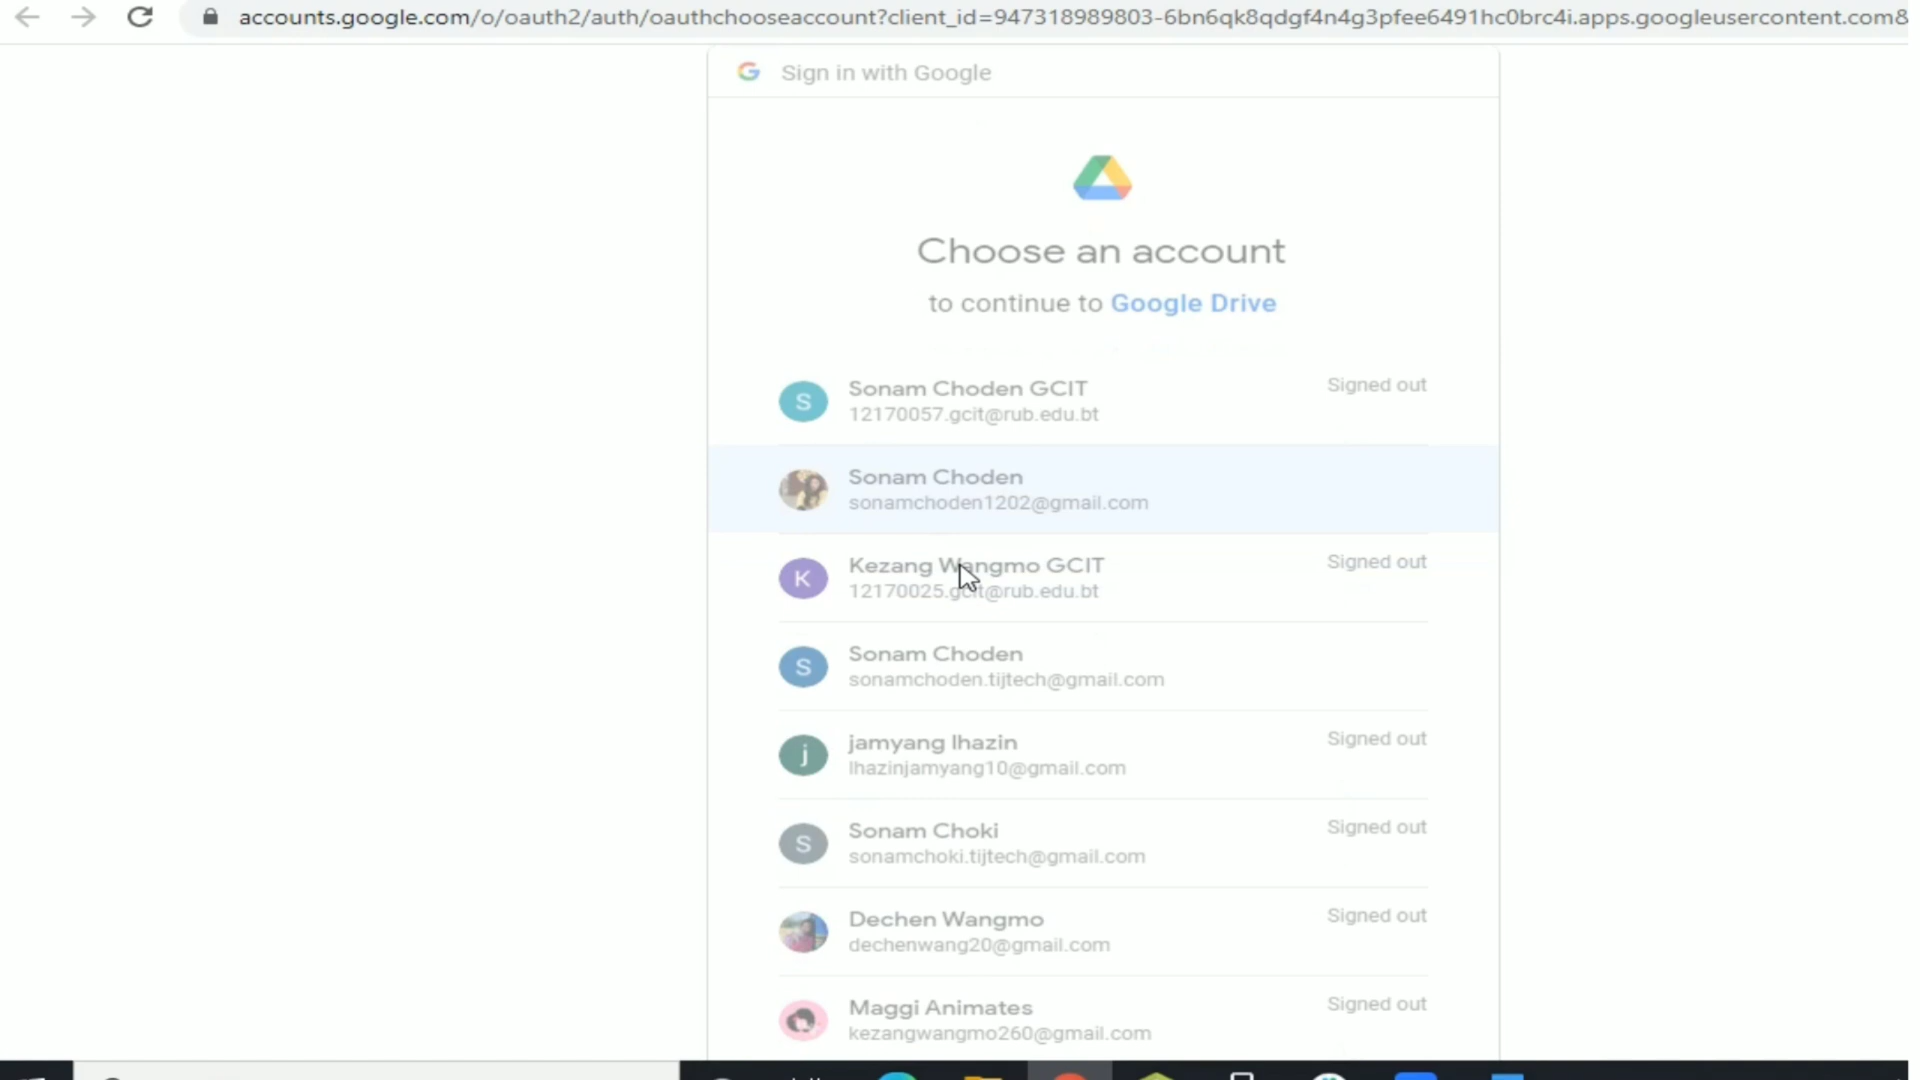 accounts.google.com/o/oauth2/auth/oauthchooseaccount?client_id=947318989803-6bn6qk8qdgf4n4g3pfee6491hc0brc4i.apps.googleusercontent.com&
Sign in with Google
Choose an account
to continue to Google Drive
S
Sonam Choden GCIT
Signed out
12170057.gcit@rub.edu.bt
Sonam Choden
sonamchoden1202@gmail.com
K
Kezang Wangmo GCIT
Signed out
12170025.gcit@rub.edu.bt
S
Sonam Choden
sonamchoden.tijtech@gmail.com
j
jamyang lhazin
Signed out
lhazinjamyang10@gmail.com
S
Sonam Choki
Signed out
sonamchoki.tijtech@gmail.com
Dechen Wangmo
Signed out
dechenwang20@gmail.com
Maggi Animates
Signed out
kezangwangmo260@gmail.com